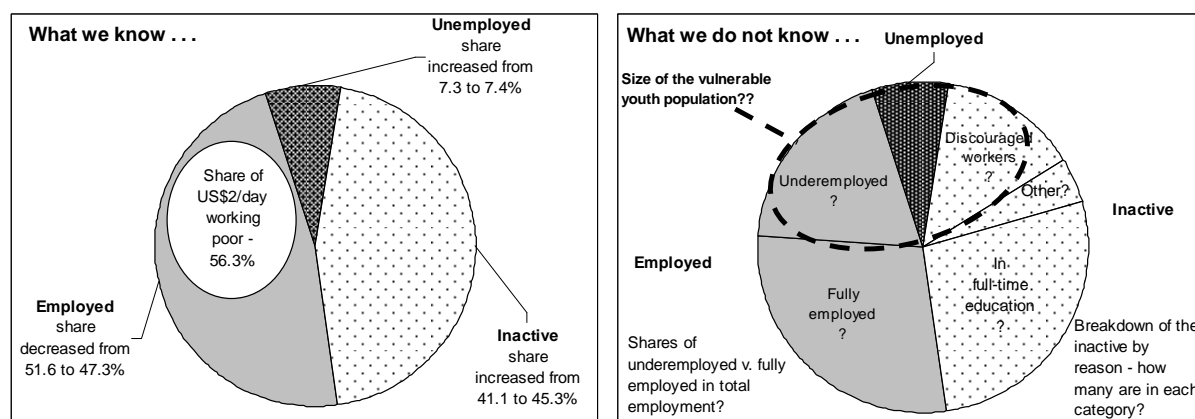 What we know . . .
Unemployed
share
increased from
7.3 to 7.4%
Share of
US$2/day
working
poor -
56.3%
Employed
share
decreased from
51.6 to 47.3%
Inactive
share
increased from
41.1 to 45.3%
What we do not know . . .
Unemployed
Size of the vulnerable
youth population??
Discouraged
workers
?
Underemployed
?
Other?
Inactive
Employed
In
full-time
education
?
Fully
employed
?
Shares of
underemployed v. fully
employed in total
employment?
Breakdown of the
inactive by
reason - how
many are in each
category?